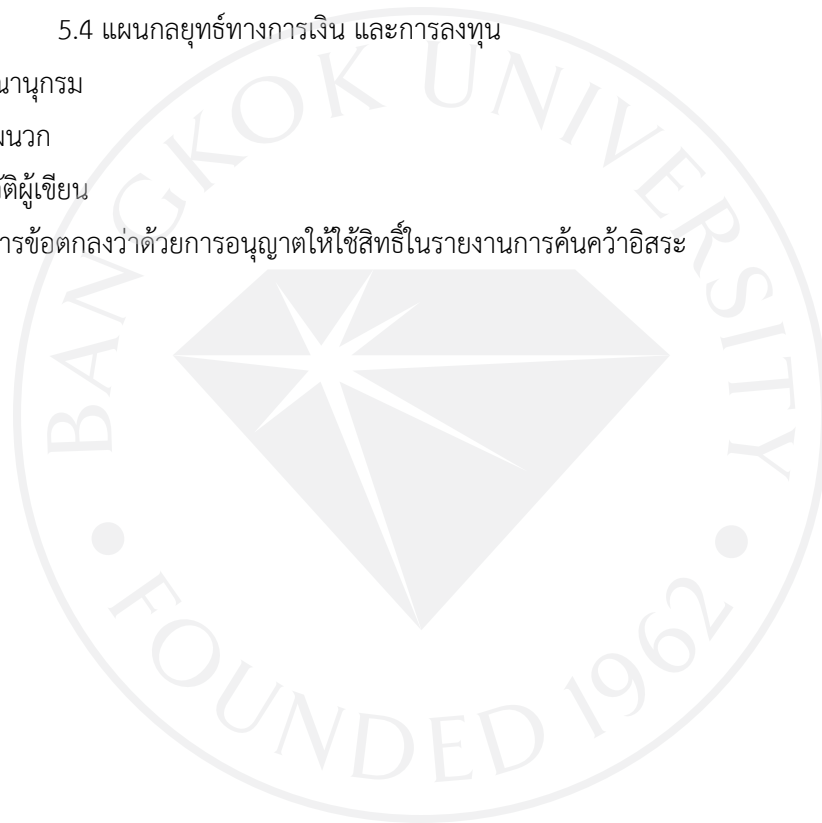 5.4 แผนกลยุทธ์ทางการเงิน และการลงทุน
ณานุกรม
ผนวก
ัติผู้เขียน
ารข้อตกลงว่าด้วยการอนุญาตให้ใช้สิทธิ์ในรายงานการค้นคว้าอิสระ
BANGKOK UNIVERSITY
FOUNDED 1962